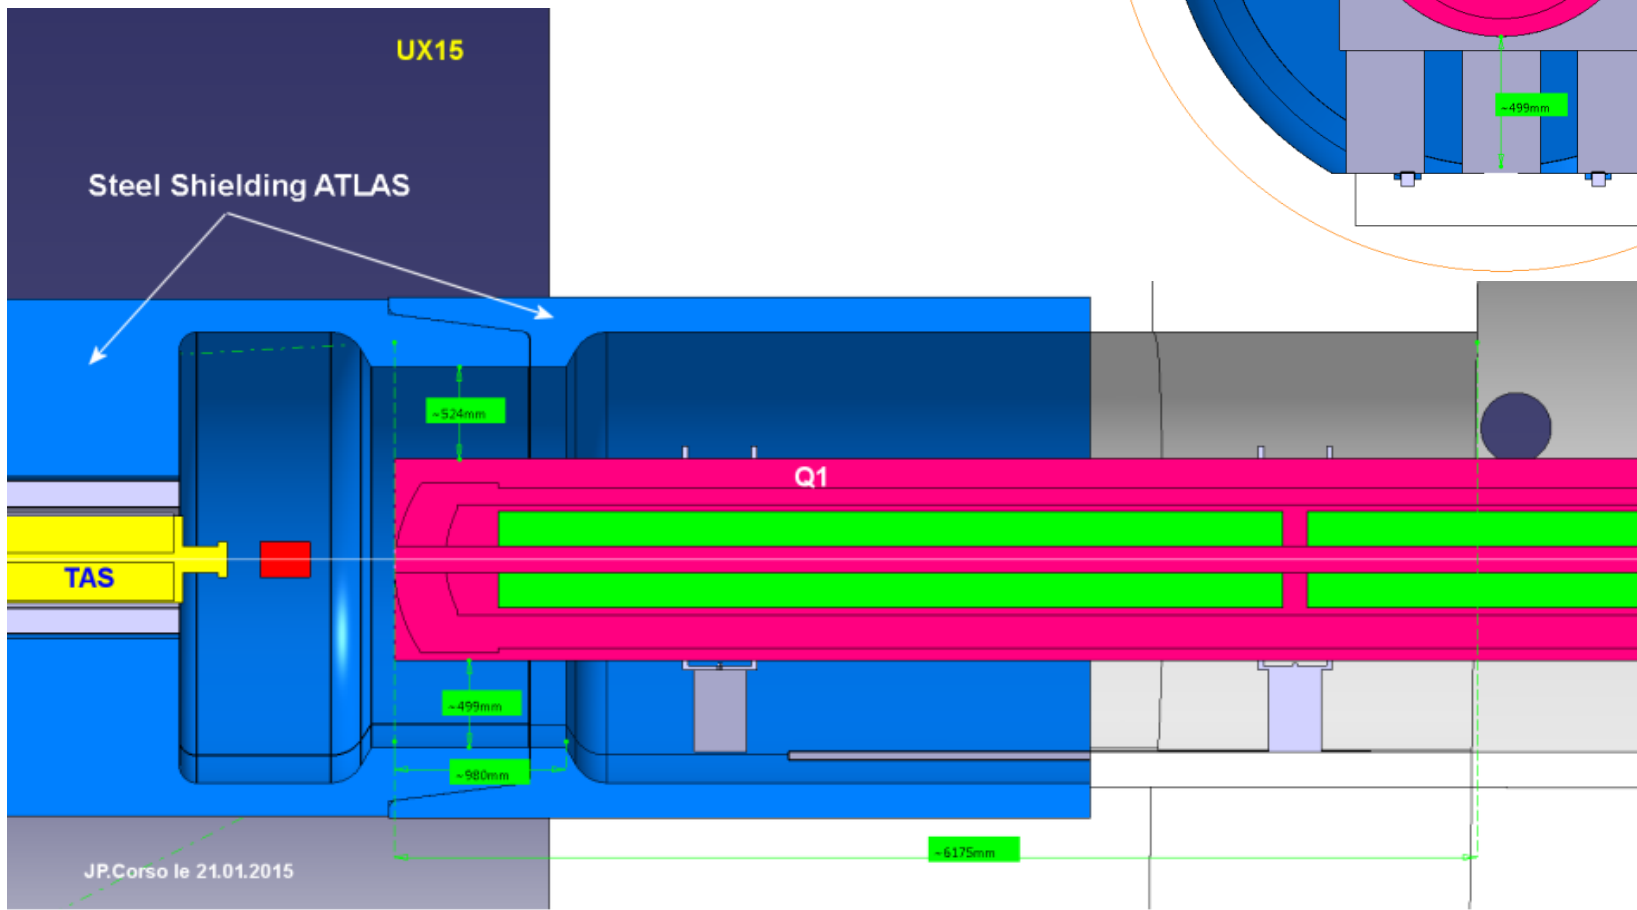 UX15
~499mm
Steel Shielding ATLAS
~524mm
Q1
TAS
~499mm
~980mm
~6175mm
JP.Corso le 21.01.2015